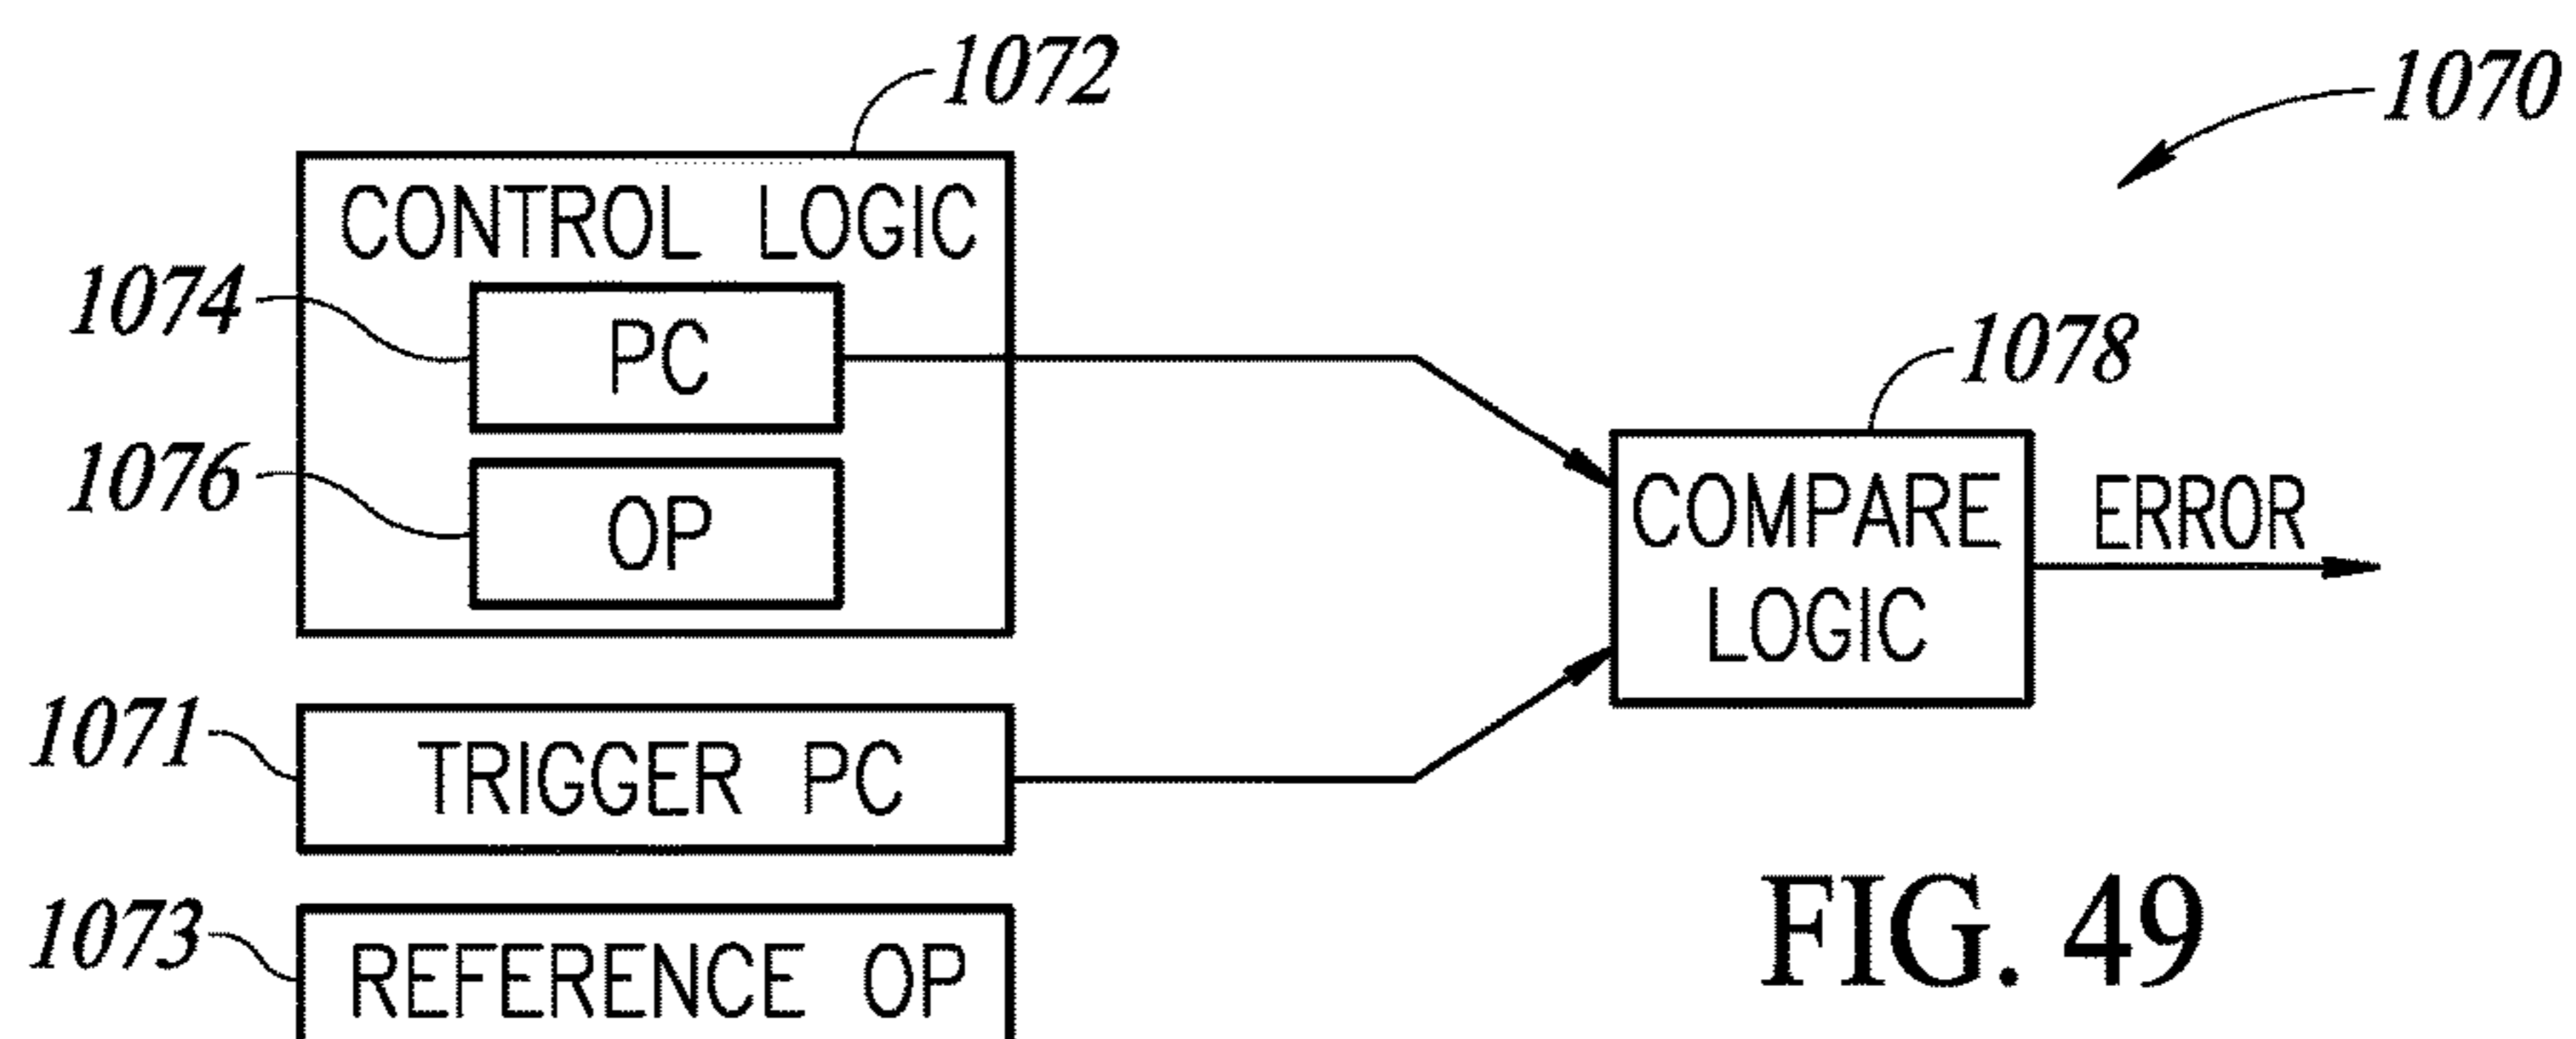 1072
1070
CONTROL LOGIC
1074
PC
1078
1076
OP
COMPARE
LOGIC
ERROR
1071
TRIGGER PC
1073
REFERENCE OP
FIG. 49